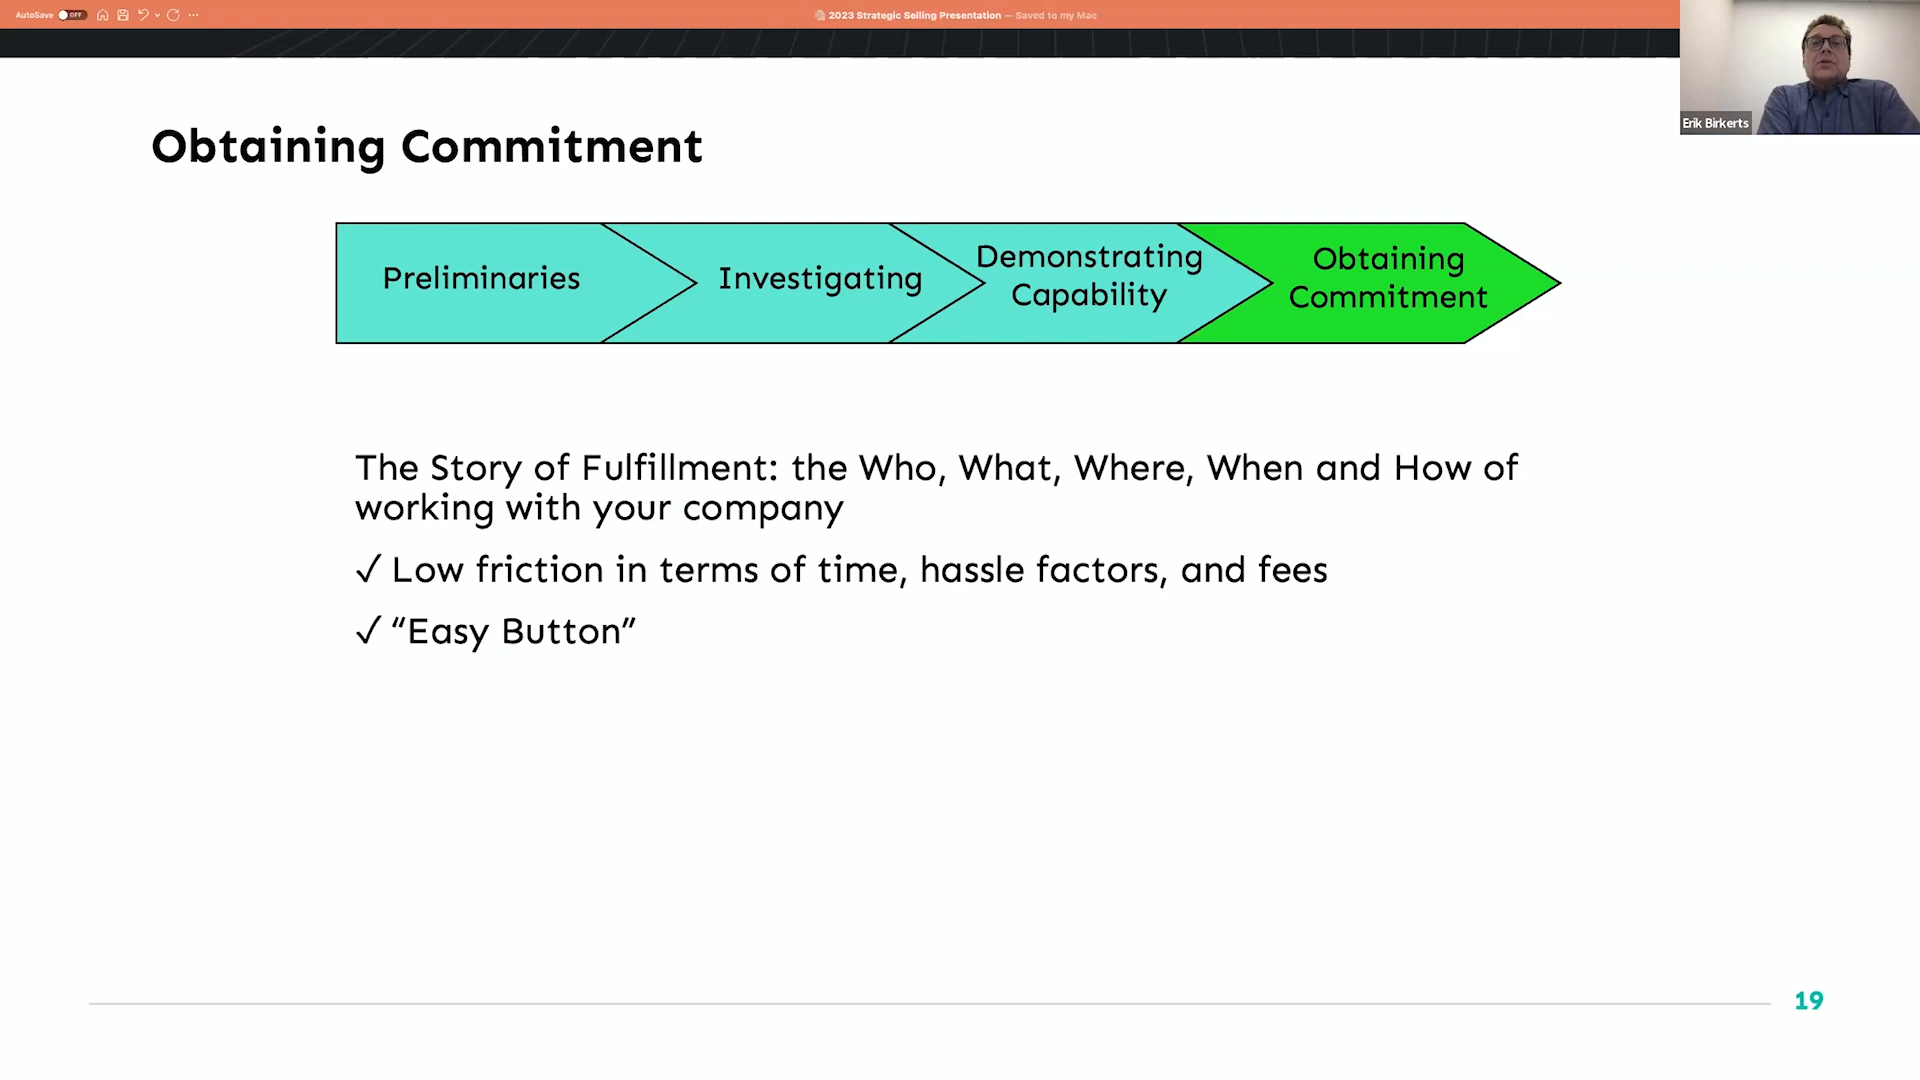 AutoSave OFF
2023 Strategic Selling Presentation — Saved to my Mac
Erik Birkerts
Obtaining Commitment
Preliminaries
Investigating
Demonstrating
Capability
Obtaining
Commitment
The Story of Fulfillment: the Who, What, Where, When and How of
working with your company
✓ Low friction in terms of time, hassle factors, and fees
✓ “Easy Button”
19